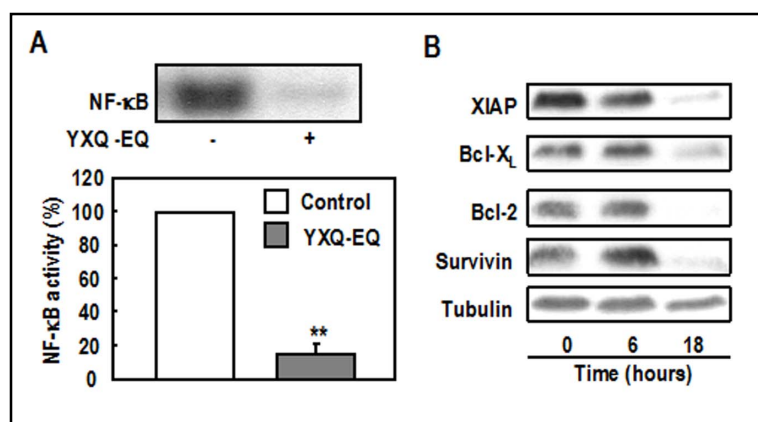 A
NF-κB
YXQ -EQ - +
NF-κB activity (%)
120
100
80
60
40
20
0
Control
YXQ-EQ
**
B
XIAP
Bcl-XL
Bcl-2
Survivin
Tubulin
0 6 18
Time (hours)